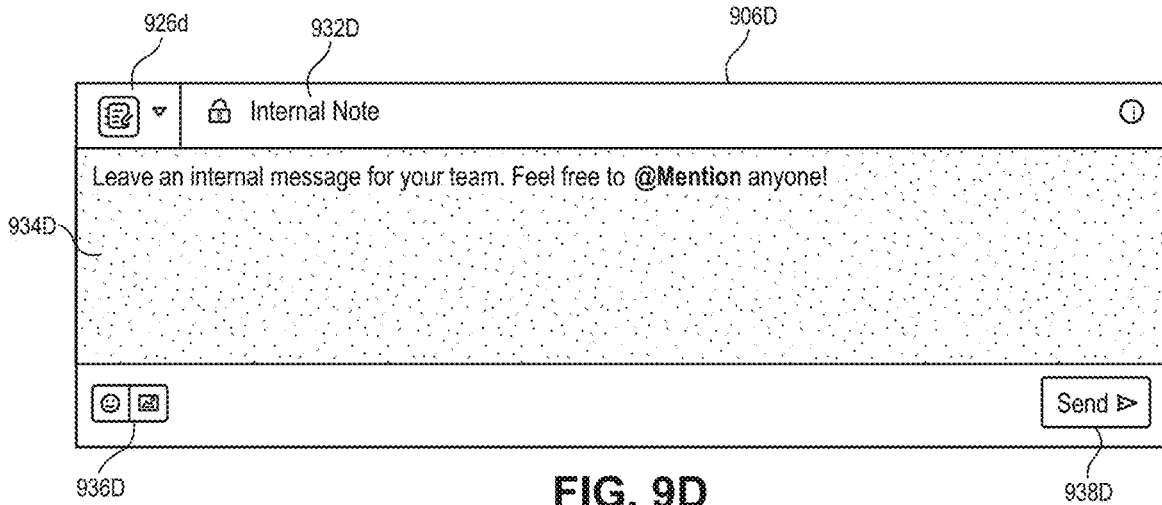 926d
932D
906D
Internal Note
Leave an internal message for your team. Feel free to @Mention anyone!
934D
Send
936D
938D
FIG. 9D